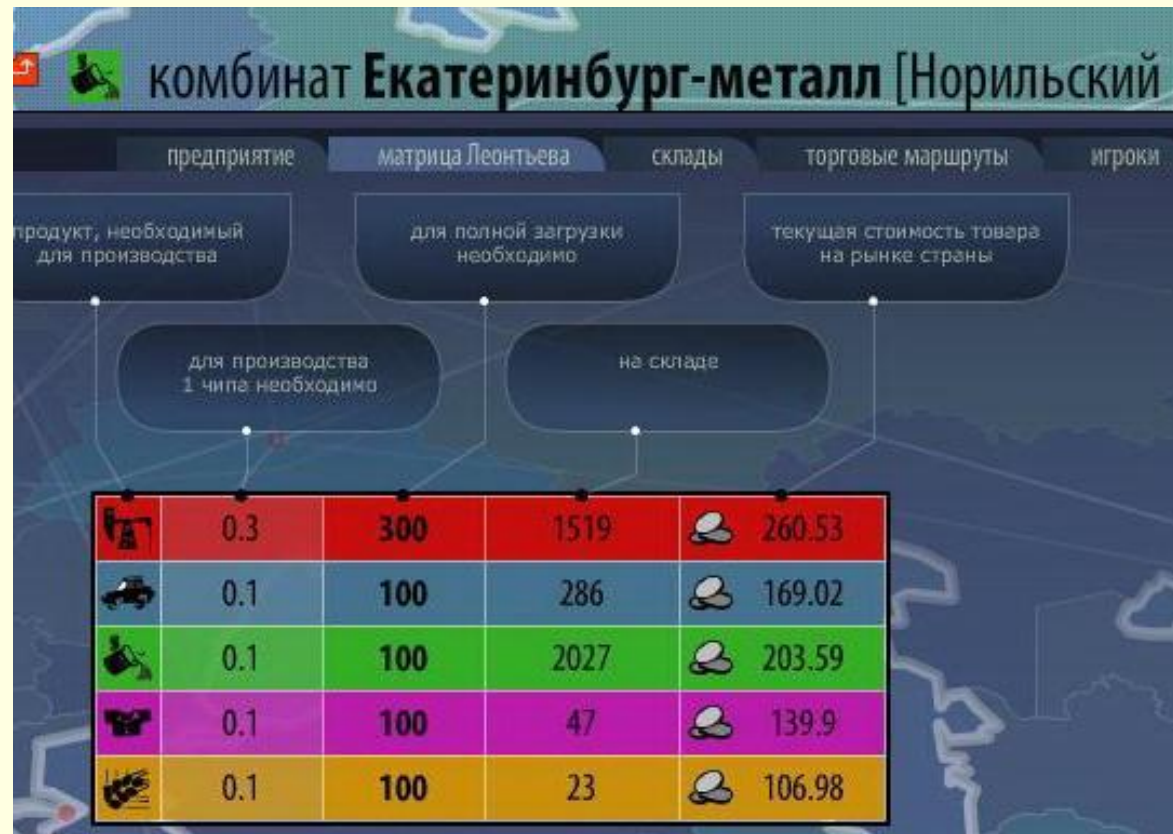 комбинат Екатеринбург-металл [Норильский
предприятие матрица Леонтьева склады торговые маршруты игроки
продукт, необходимый
для производства
для полной загрузки
необходимо
текущая стоимость товара
на рынке страны
для производства
1 чипа необходимо
на складе
0.3 300 1519 260.53
0.1 100 286 169.02
0.1 100 2027 203.59
0.1 100 47 139.9
0.1 100 23 106.98